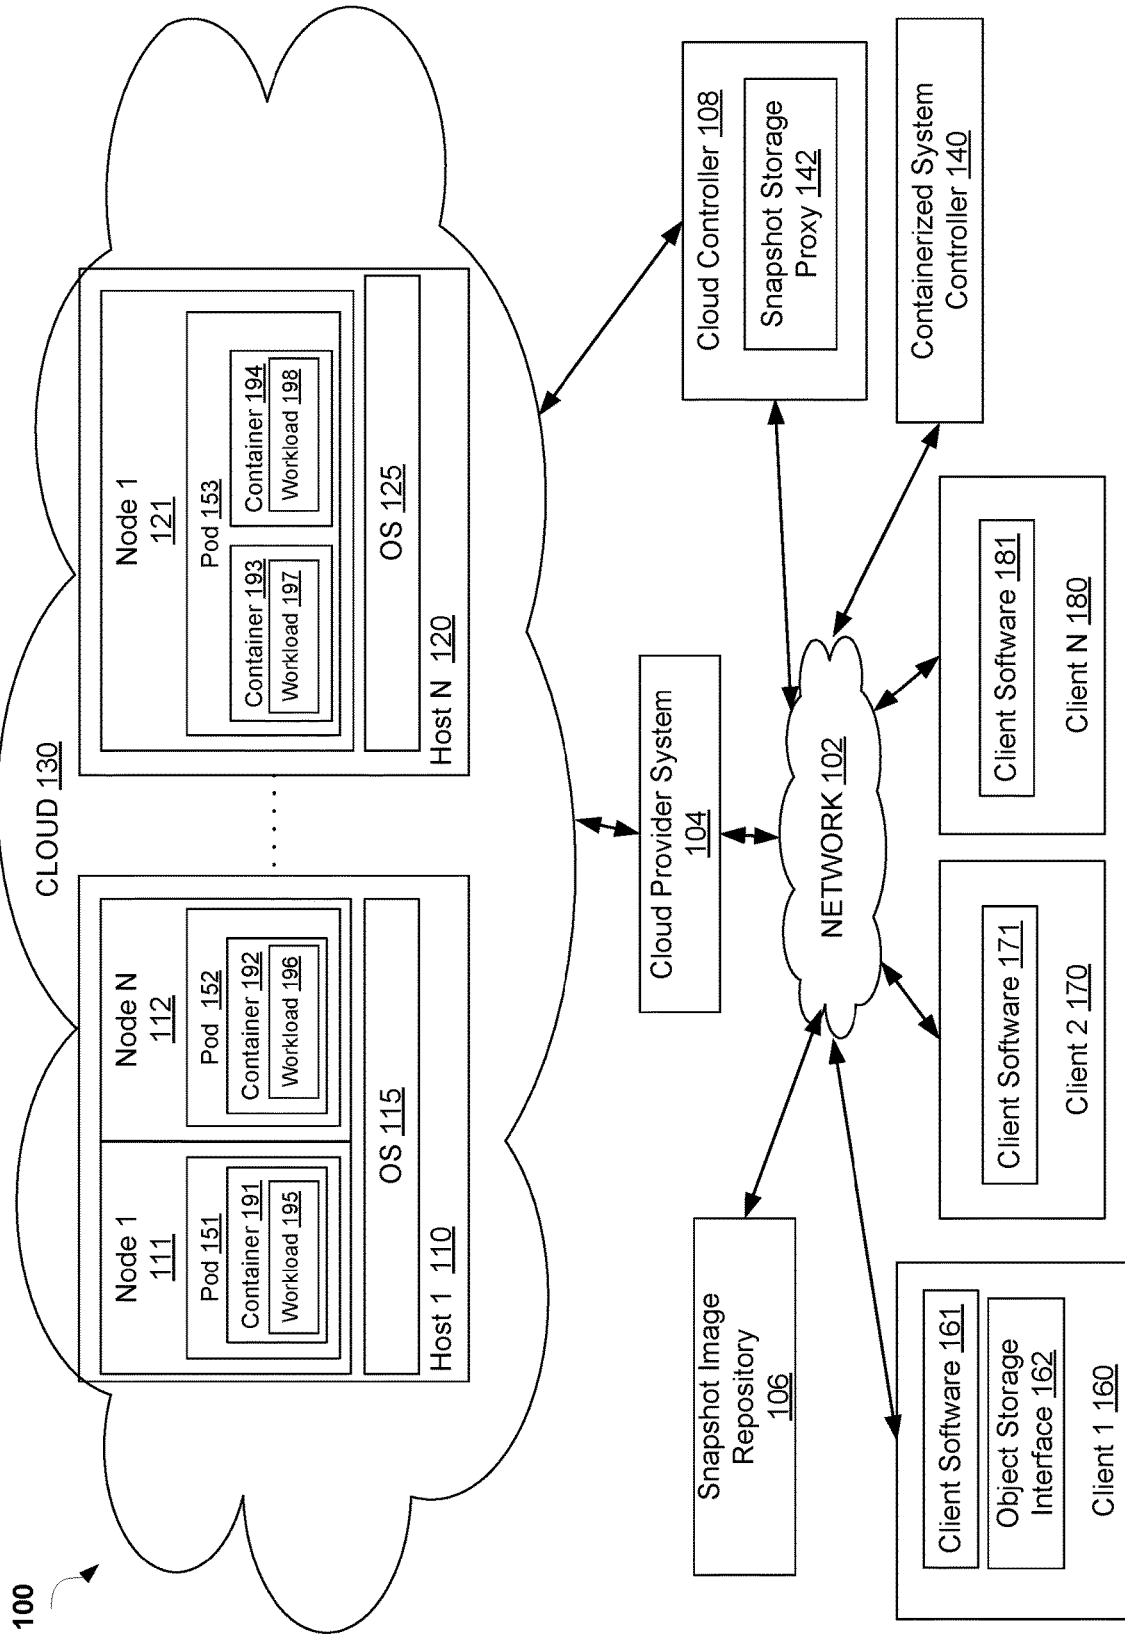 100
CLOUD 130
Node 1
111
Pod 151
Container 191
Workload 195
Node N
112
Pod 152
Container 192
Workload 196
OS 115
Host 1 110
. . . . . . .
Node 1
121
Pod 153
Container 193
Workload 197
Container 194
Workload 198
OS 125
Host N 120
Snapshot Image
Repository
106
Cloud Provider System
104
Cloud Controller 108
Snapshot Storage
Proxy 142
NETWORK 102
Containerized System
Controller 140
Client Software 161
Object Storage
Interface 162
Client 1 160
Client Software 171
Client 2 170
Client Software 181
Client N 180